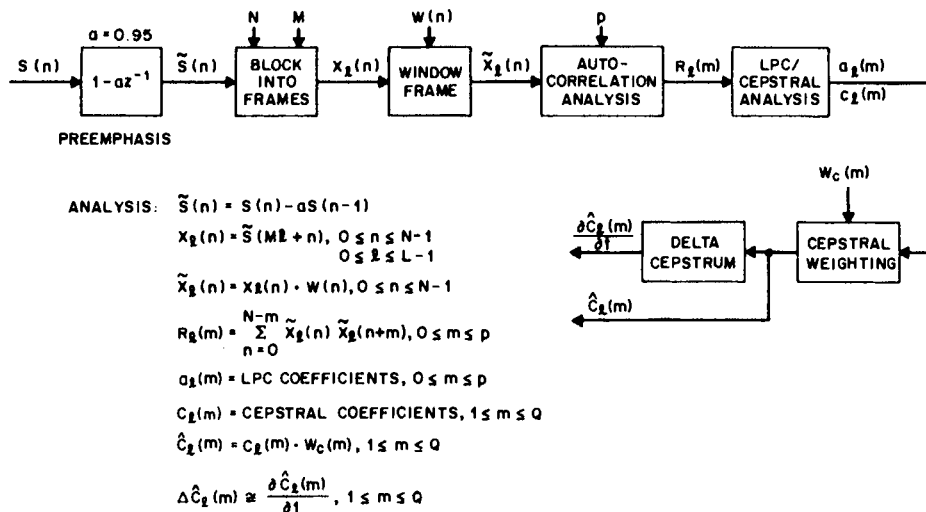 N M W(n) p
a = 0.95
S(n) 1-az⁻¹ S̃(n) BLOCK INTO FRAMES Xℓ(n) WINDOW FRAME X̃ℓ(n) AUTO-CORRELATION ANALYSIS Rℓ(m) LPC/CEPSTRAL ANALYSIS aℓ(m) cℓ(m)
PREEMPHASIS
Wc(m)
∂Ĉℓ(m)/∂t DELTA CEPSTRUM CEPSTRAL WEIGHTING
Ĉℓ(m)
ANALYSIS: S̃(n) = S(n)-aS(n-1)
Xℓ(n) = S̃(Mℓ+n), 0 ≤ n ≤ N-1
0 ≤ ℓ ≤ L-1
X̃ℓ(n) = Xℓ(n) · W(n), 0 ≤ n ≤ N-1
Rℓ(m) = N-m ∑ n=0 X̃ℓ(n) X̃ℓ(n+m), 0 ≤ m ≤ p
aℓ(m) = LPC COEFFICIENTS, 0 ≤ m ≤ p
Cℓ(m) = CEPSTRAL COEFFICIENTS, 1 ≤ m ≤ Q
Ĉℓ(m) = Cℓ(m) · Wc(m), 1 ≤ m ≤ Q
ΔĈℓ(m) ≅ ∂Ĉℓ(m)/∂t, 1 ≤ m ≤ Q